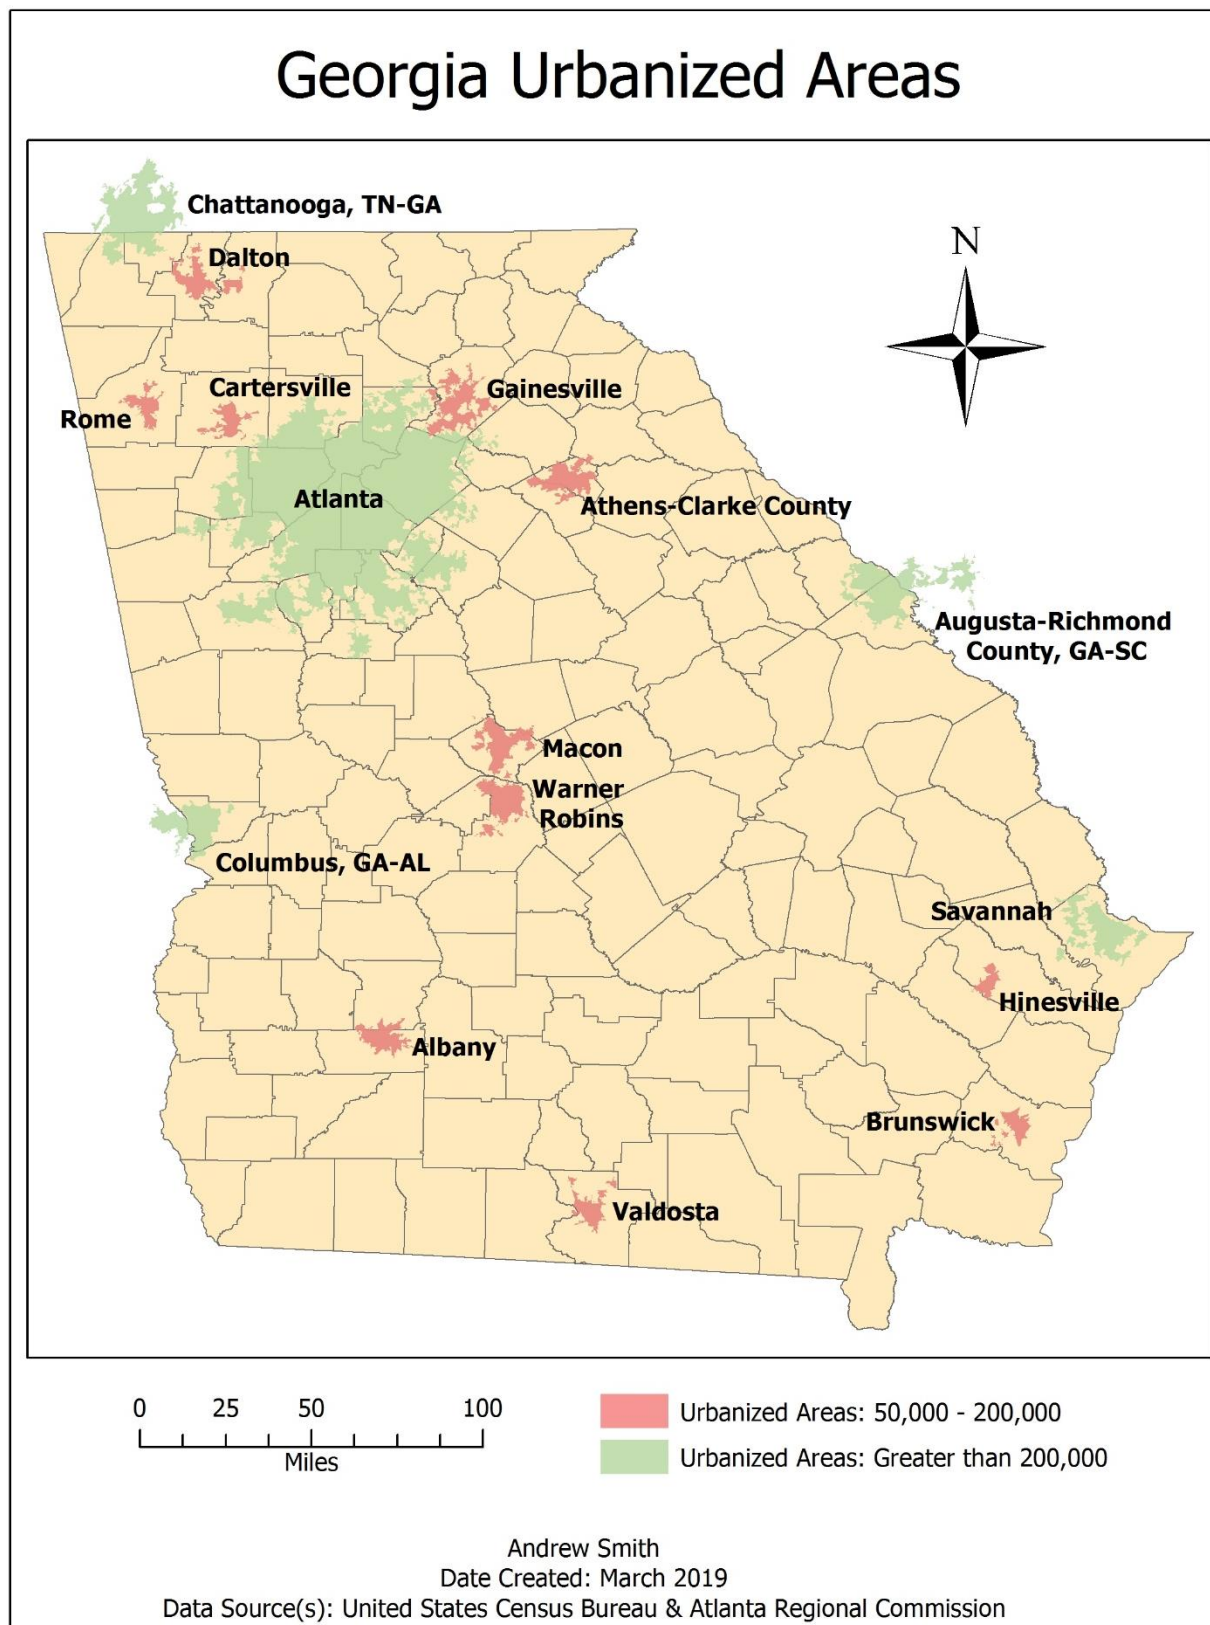 Georgia Urbanized Areas
Chattanooga, TN-GA
N
Dalton
Cartersville
Gainesville
Rome
Atlanta
Athens-Clarke County
Augusta-Richmond
County, GA-SC
Macon
Warner
Robins
Columbus, GA-AL
Savannah
Hinesville
Albany
Brunswick
Valdosta
0 25 50 100
Miles
Urbanized Areas: 50,000 - 200,000
Urbanized Areas: Greater than 200,000
Andrew Smith
Date Created: March 2019
Data Source(s): United States Census Bureau & Atlanta Regional Commission